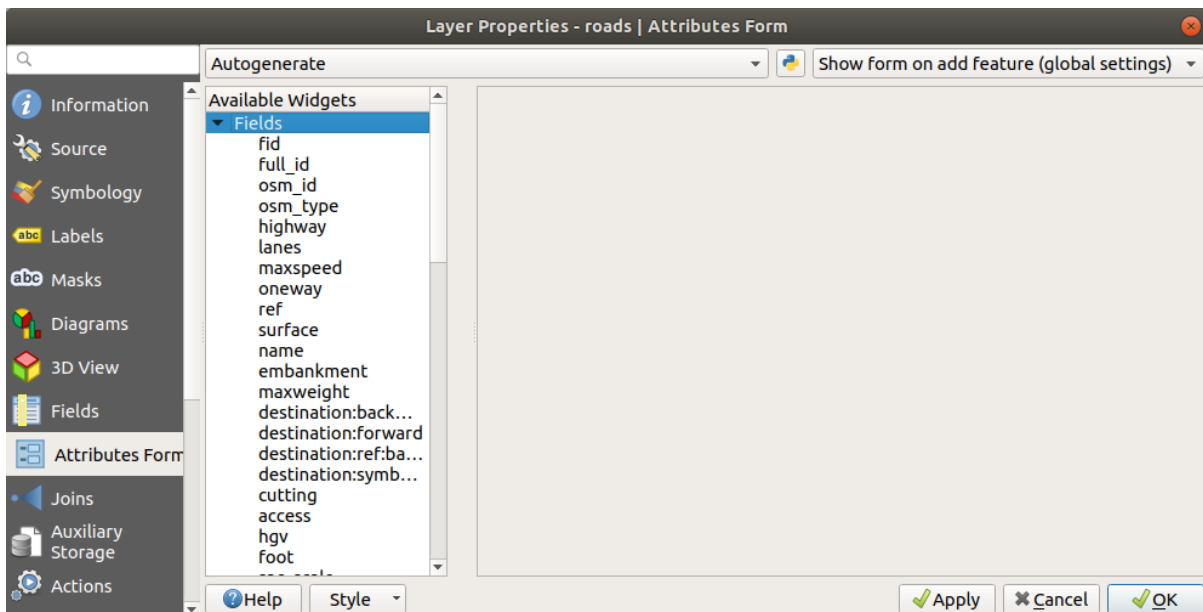 Layer Properties - roads | Attributes Form
Autogenerate
Show form on add feature (global settings)
Information
Source
Symbology
abc Labels
abc Masks
Diagrams
3D View
Fields
Attributes Form
Joins
Auxiliary
Storage
Actions
Available Widgets
Fields
fid
full_id
osm_id
osm_type
highway
lanes
maxspeed
oneway
ref
surface
name
embankment
maxweight
destination:back...
destination:forward
destination:ref:ba...
destination:symb...
cutting
access
hgv
foot
Help
Style
Apply
Cancel
OK